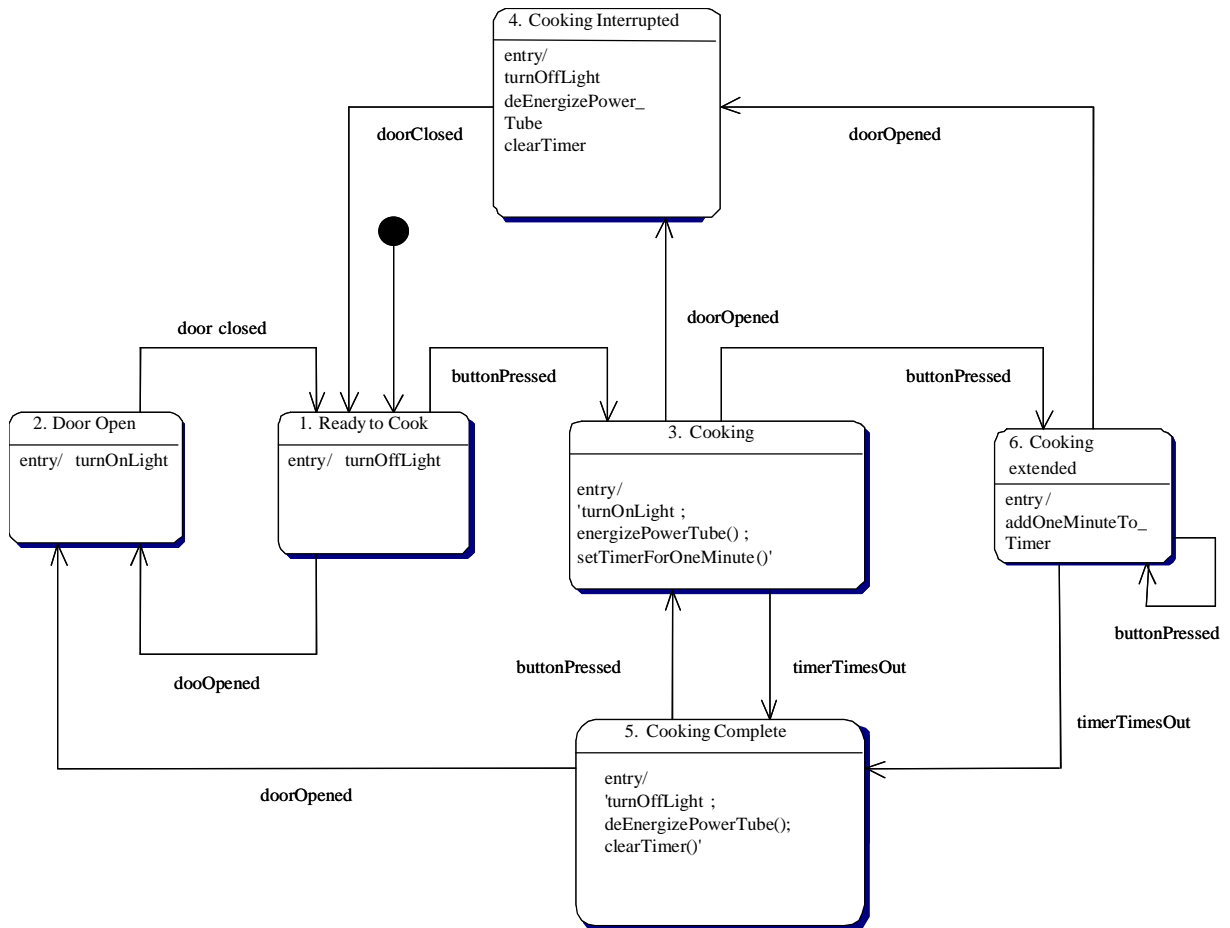 4. Cooking Interrupted
entry/
turnOffLight
deEnergizePower_
Tube
clearTimer
doorClosed
doorOpened
door closed
buttonPressed
doorOpened
buttonPressed
2. Door Open
entry/ turnOnLight
1. Ready to Cook
entry/ turnOffLight
3. Cooking
entry/
'turnOnLight ;
energizePowerTube() ;
setTimerForOneMinute()'
6. Cooking
extended
entry/
addOneMinuteTo_
Timer
buttonPressed
dooOpened
buttonPressed
timerTimesOut
timerTimesOut
5. Cooking Complete
entry/
'turnOffLight ;
deEnergizePowerTube();
clearTimer()'
doorOpened